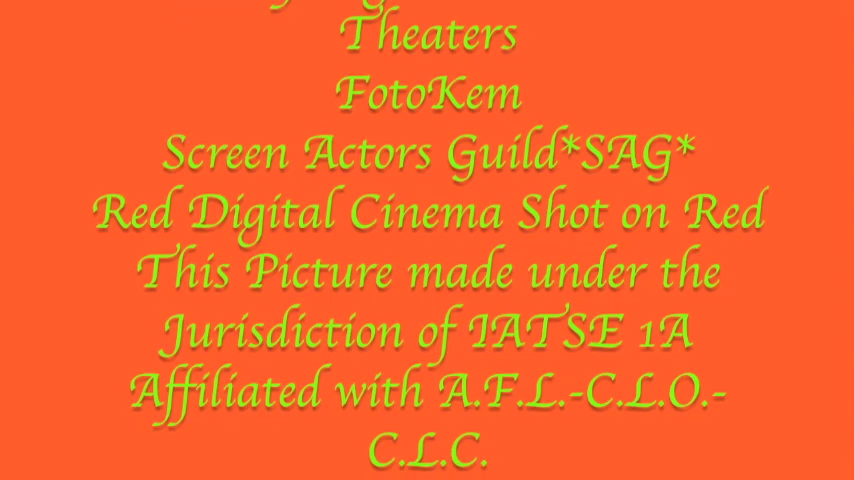 Theaters
FotoKem
Screen Actors Guild*SAG*
Red Digital Cinema Shot on Red
This Picture made under the
Jurisdiction of IATSE 1A
Affiliated with A.F.L.-C.L.O.-
C.L.C.